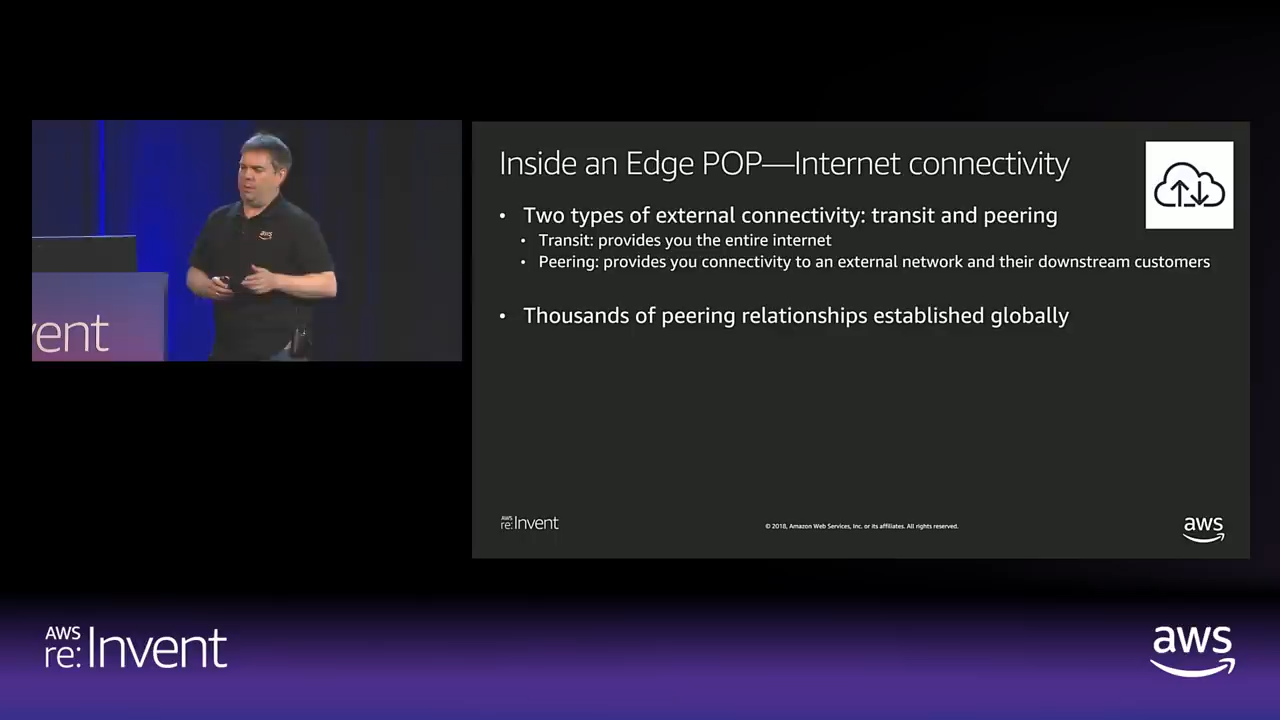 vent
aws
Inside an Edge POP—Internet connectivity
• Two types of external connectivity: transit and peering
• Transit: provides you the entire internet
• Peering: provides you connectivity to an external network and their downstream customers
• Thousands of peering relationships established globally
AWS
re:Invent
© 2018, Amazon Web Services, Inc. or its affiliates. All rights reserved.
aws
AWS
re:Invent
aws